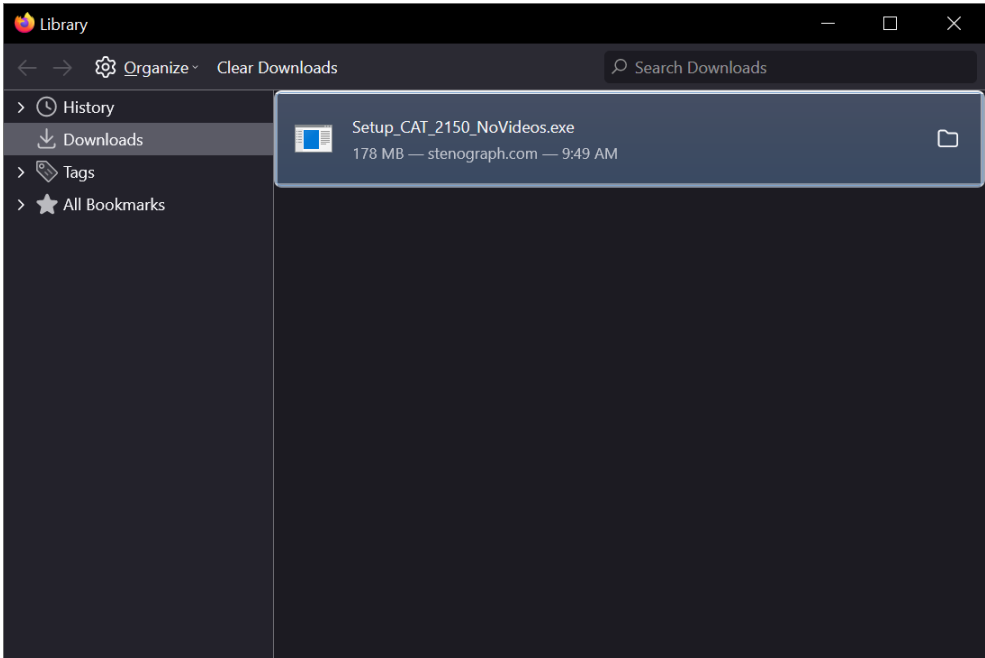 Library
Organize
Clear Downloads
Search Downloads
History
Downloads
Tags
All Bookmarks
Setup_CAT_2150_NoVideos.exe
178 MB — stenograph.com — 9:49 AM